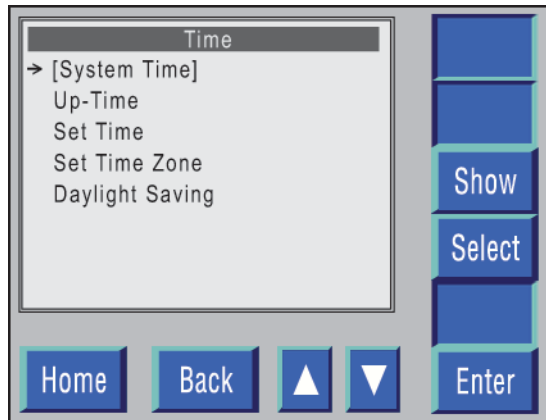 Time
→ [System Time]
Up-Time
Set Time
Set Time Zone
Daylight Saving
Show
Select
Home
Back
Enter